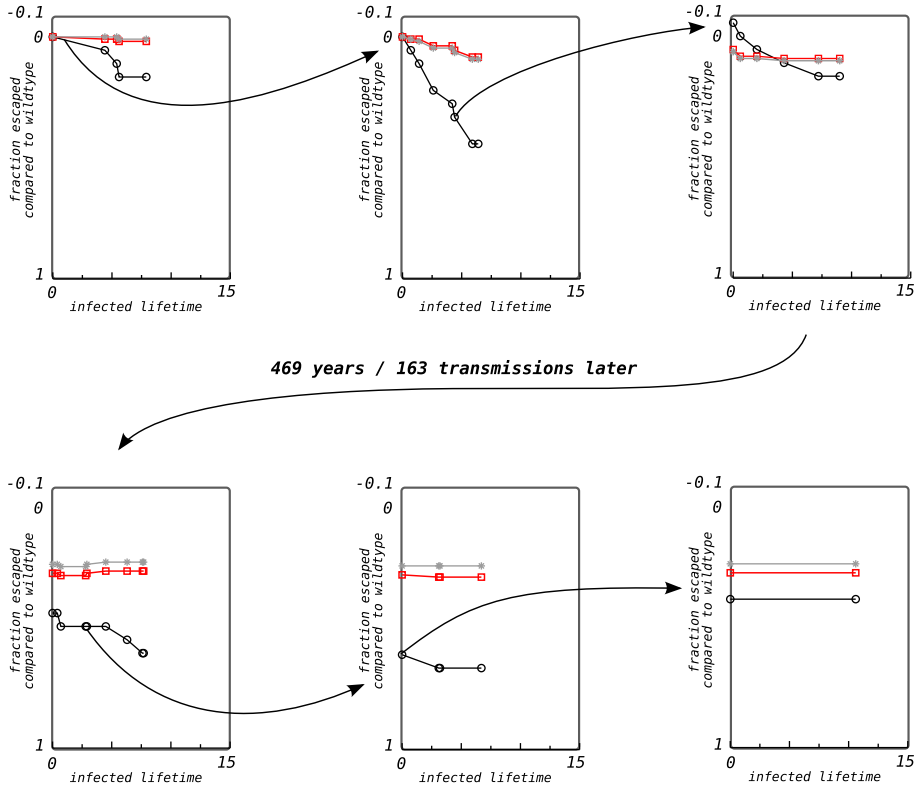 -0.1
0
fraction escaped
compared to wildtype
1
0
15
infected lifetime
-0.1
0
fraction escaped
compared to wildtype
1
0
15
infected lifetime
-0.1
0
fraction escaped
compared to wildtype
1
0
15
infected lifetime
469 years / 163 transmissions later
-0.1
0
fraction escaped
compared to wildtype
1
0
15
infected lifetime
-0.1
0
fraction escaped
compared to wildtype
1
0
15
infected lifetime
-0.1
0
fraction escaped
compared to wildtype
1
0
15
infected lifetime